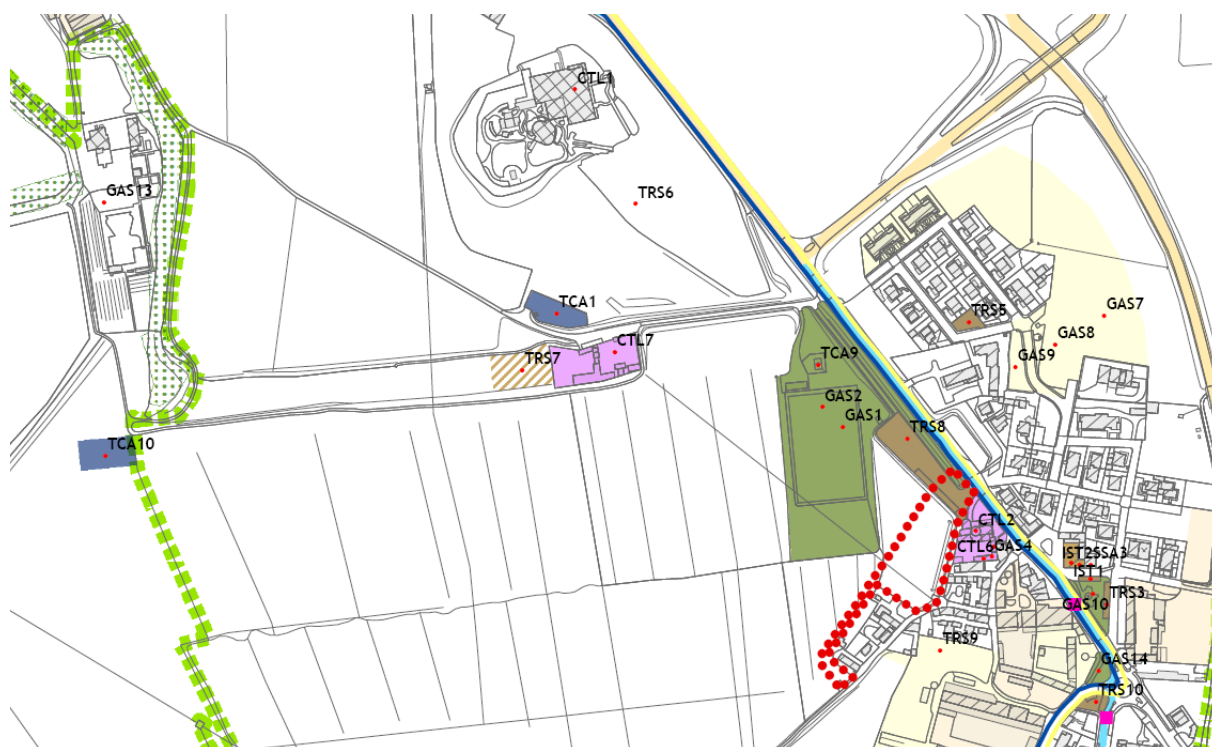 CTL1
GAS13
TRS6
TCA1
TRS5
GAS7
GAS8
CTL7
TCA9
GAS9
TRS7
GAS2
GAS1
TRS8
TCA10
CTL2
CTL6
GAS4
IST2
SSA3
IST1
TRS3
GAS10
TRS9
GAS14
TRS10